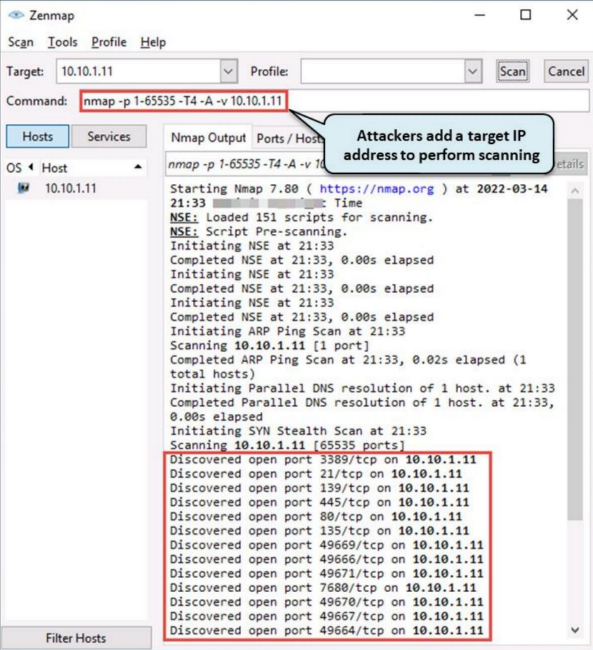 Zenmap
Scan Tools Profile Help
Target: 10.10.1.11 Profile: Scan Cancel
Command: nmap -p 1-65535 -T4 -A -v 10.10.1.11
Attackers add a target IP
address to perform scanning
Hosts Services
Nmap Output Ports / Host
OS Host
nmap -p 1-65535 -T4 -A -v 10
etails
10.10.1.11
Starting Nmap 7.80 ( https://nmap.org ) at 2022-03-14
21:33 Time
NSE: Loaded 151 scripts for scanning.
NSE: Script Pre-scanning.
Initiating NSE at 21:33
Completed NSE at 21:33, 0.00s elapsed
Initiating NSE at 21:33
Completed NSE at 21:33, 0.00s elapsed
Initiating NSE at 21:33
Completed NSE at 21:33, 0.00s elapsed
Initiating ARP Ping Scan at 21:33
Scanning 10.10.1.11 [1 port]
Completed ARP Ping Scan at 21:33, 0.02s elapsed (1
total hosts)
Initiating Parallel DNS resolution of 1 host. at 21:33
Completed Parallel DNS resolution of 1 host. at 21:33,
0.00s elapsed
Initiating SYN Stealth Scan at 21:33
Scanning 10.10.1.11 [65535 ports]
Discovered open port 3389/tcp on 10.10.1.11
Discovered open port 21/tcp on 10.10.1.11
Discovered open port 139/tcp on 10.10.1.11
Discovered open port 445/tcp on 10.10.1.11
Discovered open port 80/tcp on 10.10.1.11
Discovered open port 135/tcp on 10.10.1.11
Discovered open port 49669/tcp on 10.10.1.11
Discovered open port 49666/tcp on 10.10.1.11
Discovered open port 49671/tcp on 10.10.1.11
Discovered open port 7680/tcp on 10.10.1.11
Discovered open port 49670/tcp on 10.10.1.11
Discovered open port 49667/tcp on 10.10.1.11
Discovered open port 49664/tcp on 10.10.1.11
Filter Hosts